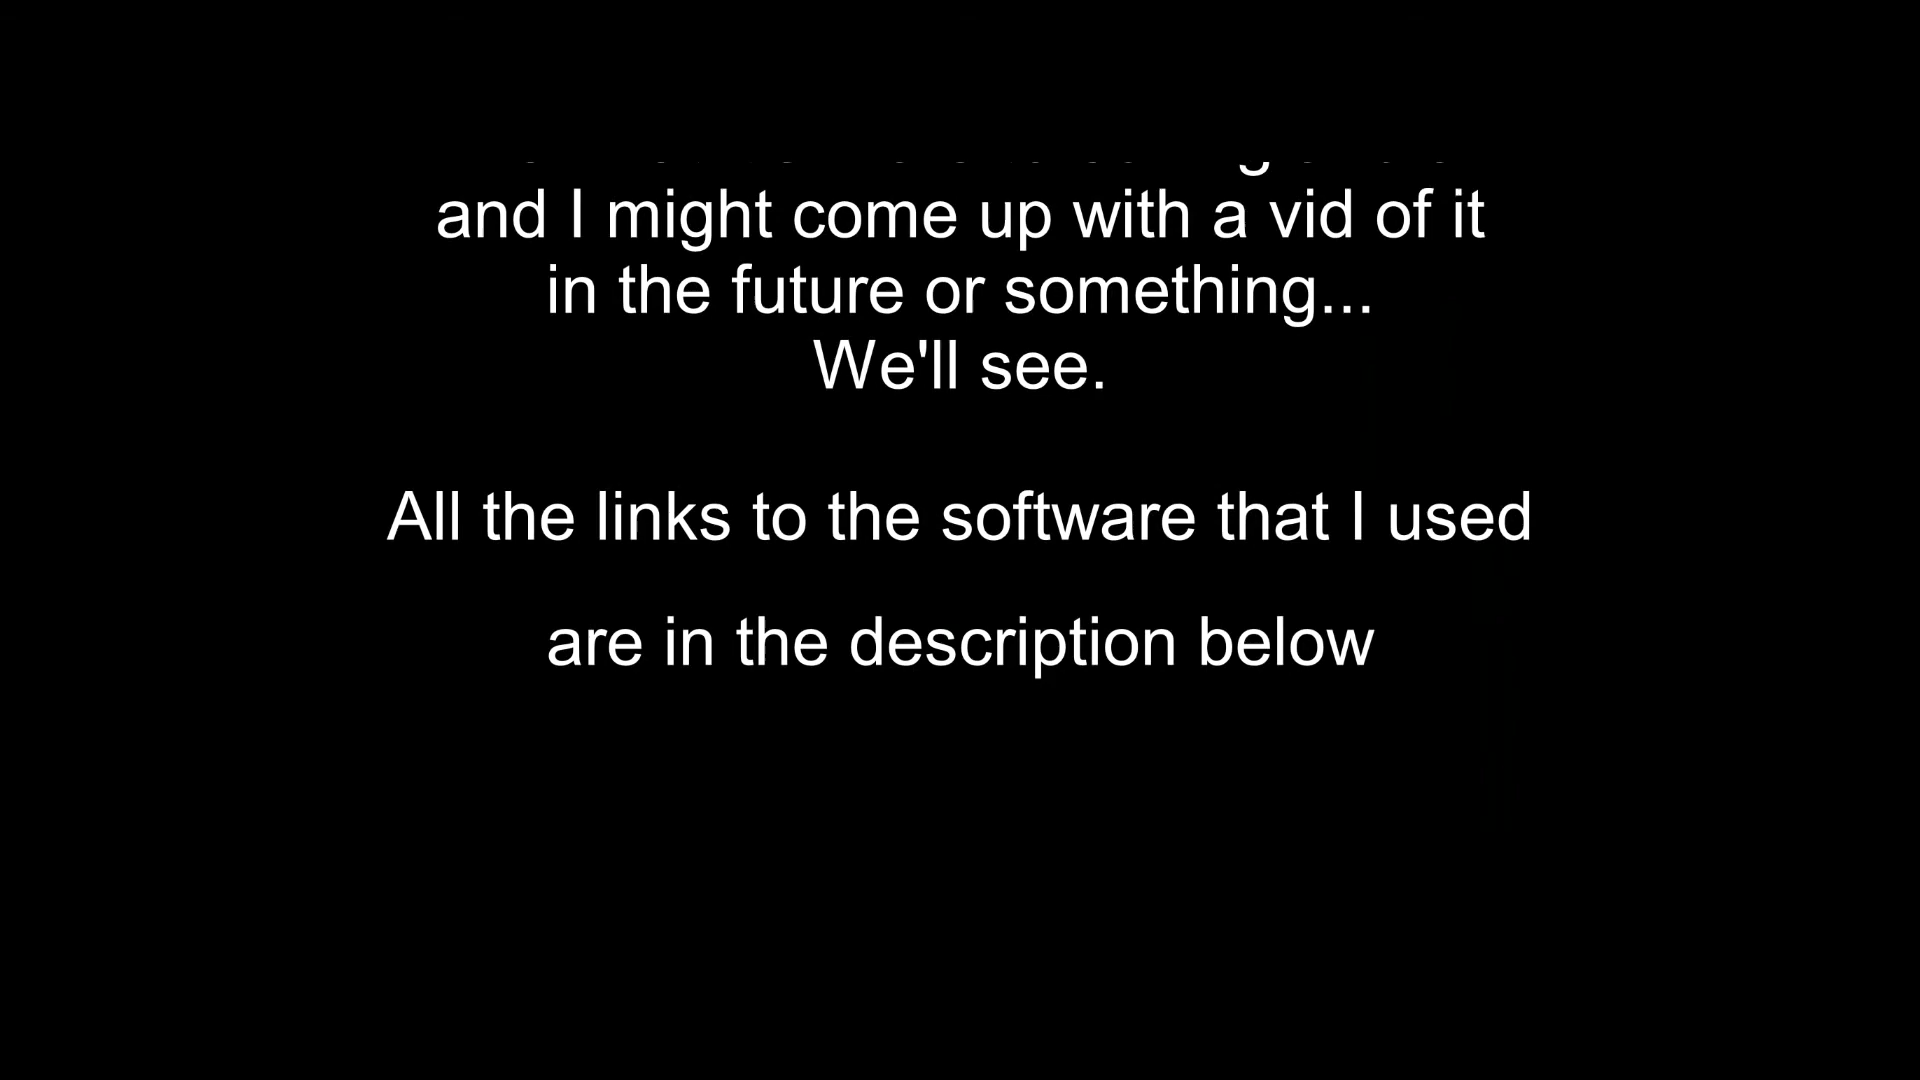 and I might come up with a vid of it
in the future or something...
We'll see.
All the links to the software that I used
are in the description below